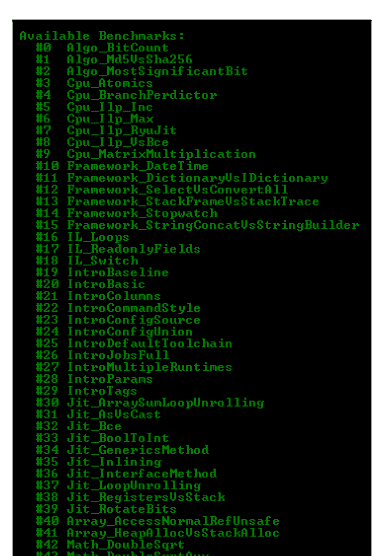 Available Benchmarks:
#0 Algo_BitCount
#1 Algo_Md5VsSha256
#2 Algo_MostSignificantBit
#3 Cpu_Atomics
#4 Cpu_BranchPerdictor
#5 Cpu_Ilp_Inc
#6 Cpu_Ilp_Max
#7 Cpu_Ilp_RyuJit
#8 Cpu_Ilp_VsBce
#9 Cpu_MatrixMultiplication
#10 Framework_DateTime
#11 Framework_DictionaryVsIDictionary
#12 Framework_SelectVsConvertAll
#13 Framework_StackFrameVsStackTrace
#14 Framework_Stopwatch
#15 Framework_StringConcatVsStringBuilder
#16 IL_Loops
#17 IL_ReadonlyFields
#18 IL_Switch
#19 IntroBaseline
#20 IntroBasic
#21 IntroColumns
#22 IntroCommandStyle
#23 IntroConfigSource
#24 IntroConfigUnion
#25 IntroDefaultToolchain
#26 IntroJobsFull
#27 IntroMultipleRuntimes
#28 IntroParams
#29 IntroTags
#30 Jit_ArraySumLoopUnrolling
#31 Jit_AsVsCast
#32 Jit_Bce
#33 Jit_BoolToInt
#34 Jit_GenericsMethod
#35 Jit_Inlining
#36 Jit_InterfaceMethod
#37 Jit_LoopUnrolling
#38 Jit_RegistersVsStack
#39 Jit_RotateBits
#40 Array_AccessNormalRefUnsafe
#41 Array_HeapAllocVsStackAlloc
#42 Math_DoubleSqrt